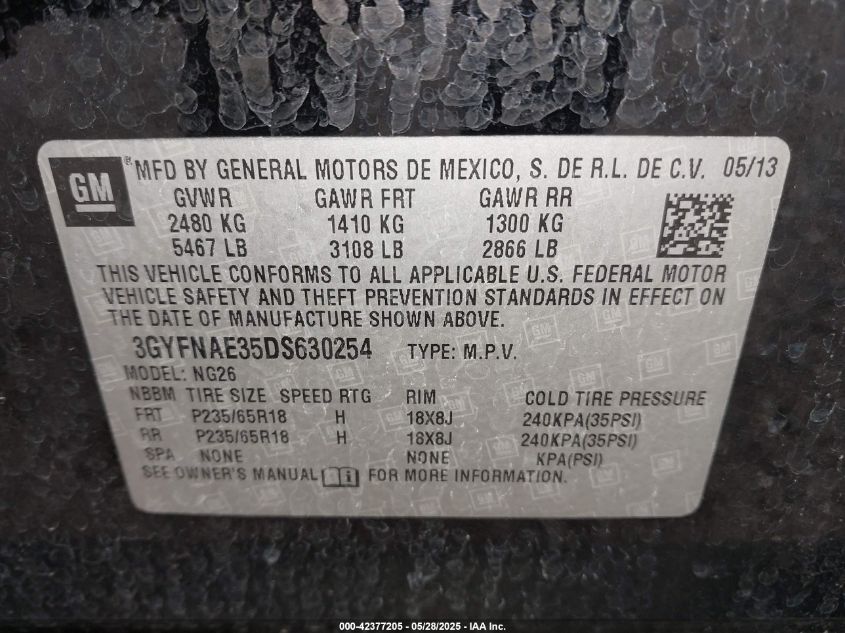 GM ® MFD BY GENERAL MOTORS DE MEXICO, S. DE R.L. DE C.V. 05/13
GVWR GAWR FRT GAWR RR
2480 KG 1410 KG 1300 KG
5467 LB 3108 LB 2866 LB
THIS VEHICLE CONFORMS TO ALL APPLICABLE U.S. FEDERAL MOTOR
VEHICLE SAFETY AND THEFT PREVENTION STANDARDS IN EFFECT ON
THE DATE OF MANUFACTURE SHOWN ABOVE.
3GYFNAE35DS630254 TYPE: M.P.V.
MODEL: NG26
NBBM TIRE SIZE SPEED RTG RIM COLD TIRE PRESSURE
FRT P235/65R18 H 18X8J 240KPA(35PSI)
RR P235/65R18 H 18X8J 240KPA(35PSI)
SPA NONE NONE KPA(PSI)
SEE OWNER'S MANUAL FOR MORE INFORMATION.
000-42377205 - 05/28/2025 - IAA Inc.